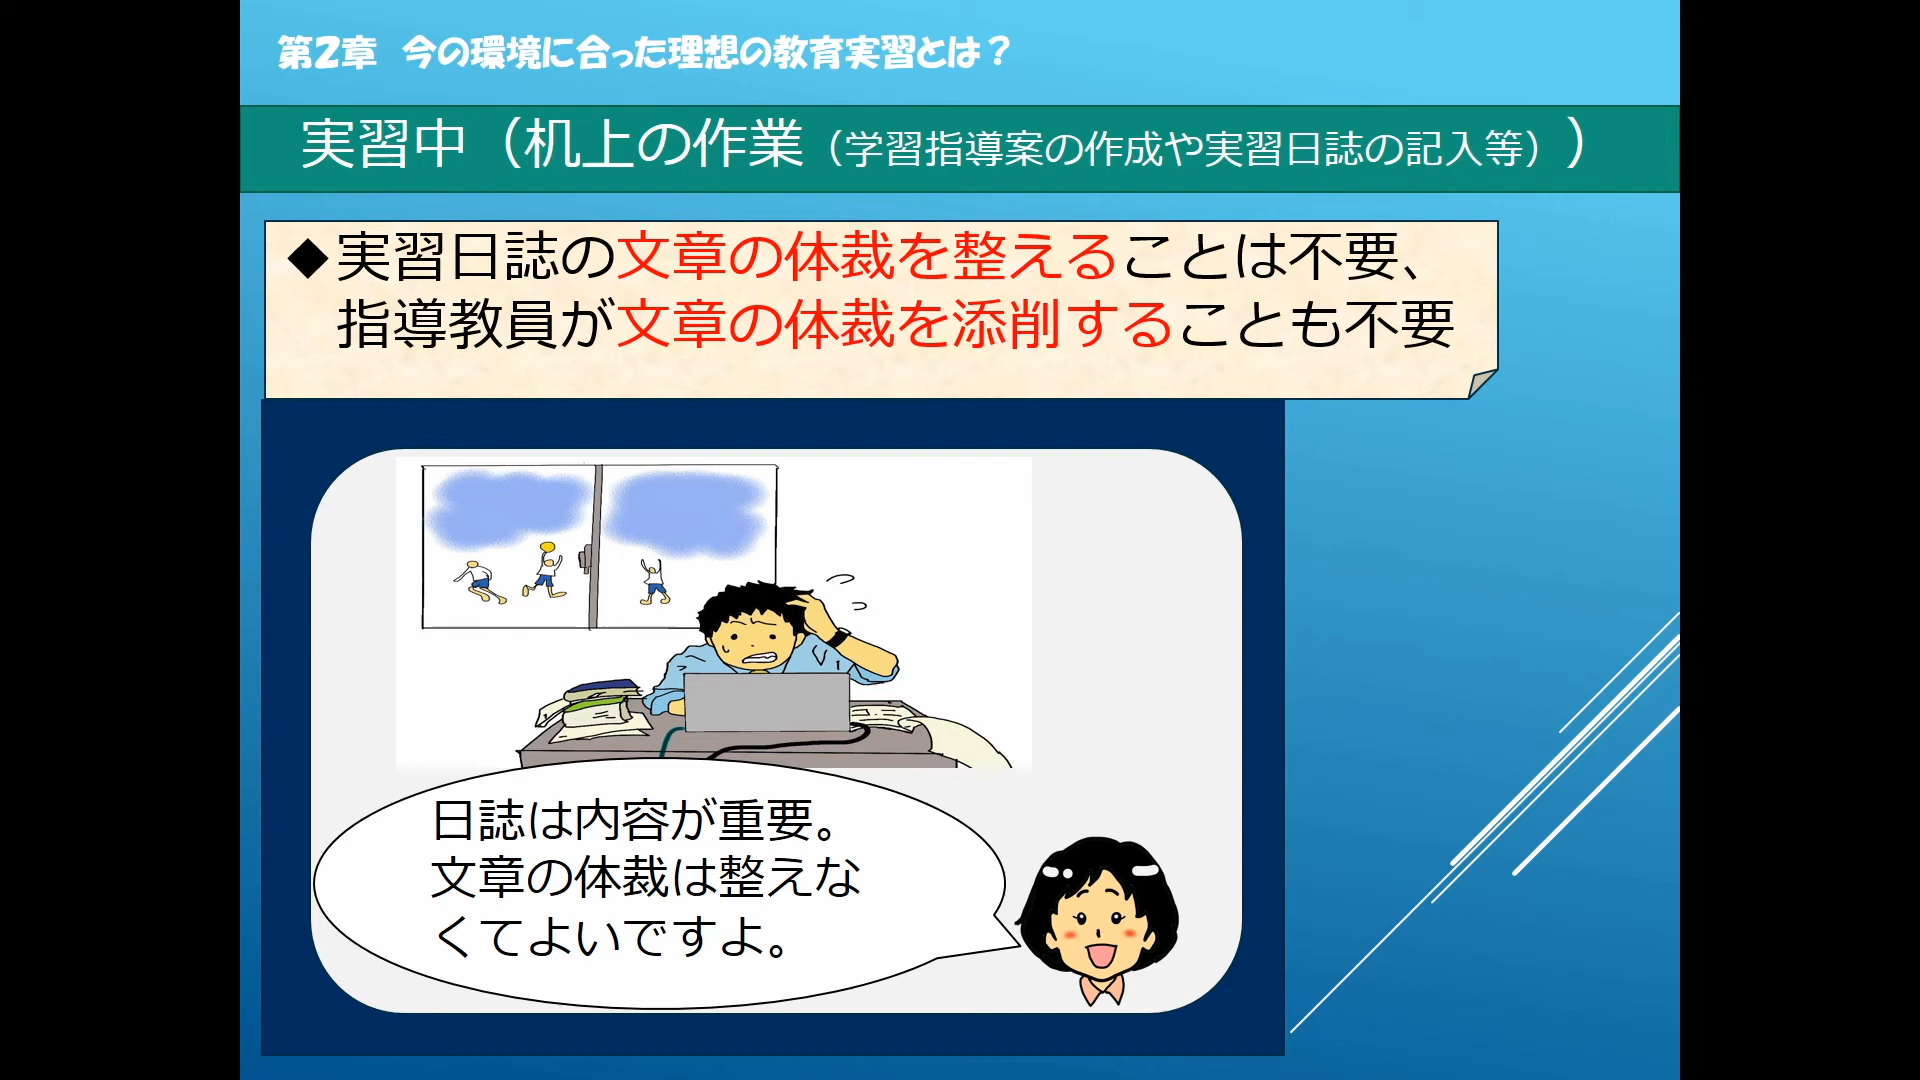 第2章　今の環境に合った理想の教育実習とは？
実習中（机上の作業（学習指導案の作成や実習日誌の記入等））
◆実習日誌の文章の体裁を整えることは不要、
指導教員が文章の体裁を添削することも不要
日誌は内容が重要。
文章の体裁は整えな
くてよいですよ。